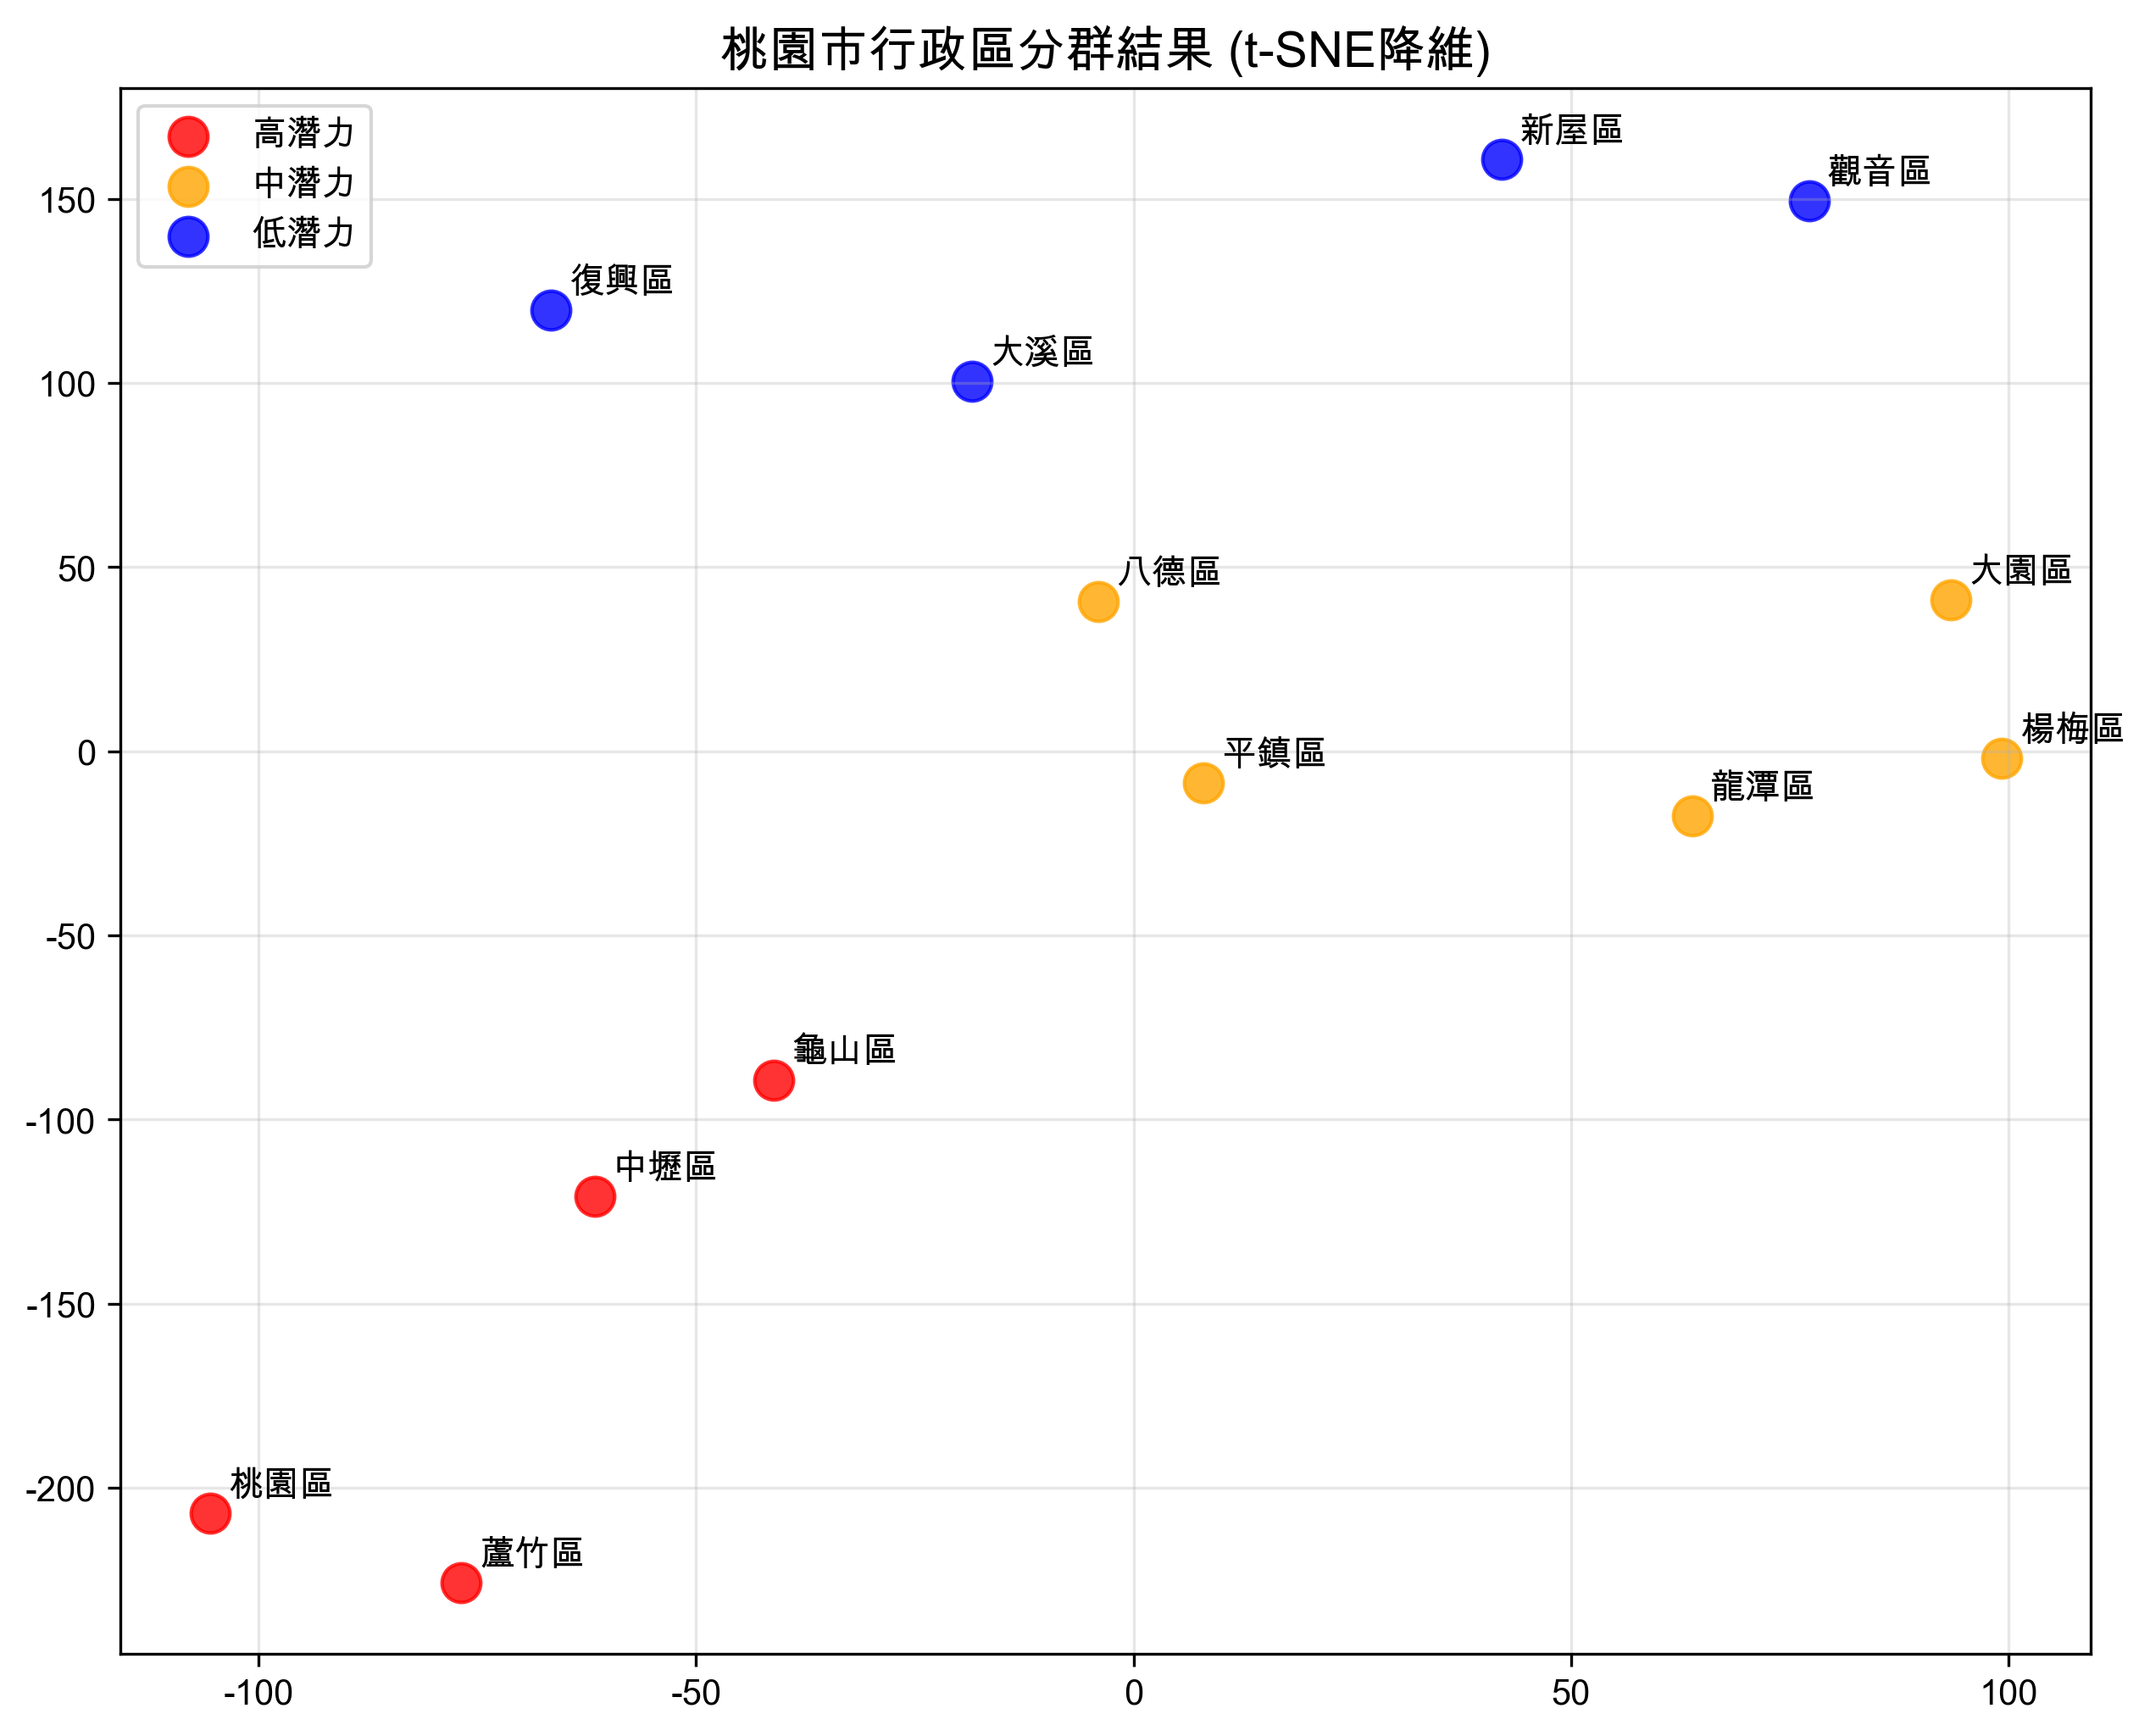 桃園市行政區分群結果 (t-SNE降維)
高潛力
中潛力
低潛力
新屋區
觀音區
復興區
大溪區
八德區
大園區
楊梅區
平鎮區
龍潭區
龜山區
中壢區
桃園區
蘆竹區
150
100
50
0
-50
-100
-150
-200
-100
-50
0
50
100